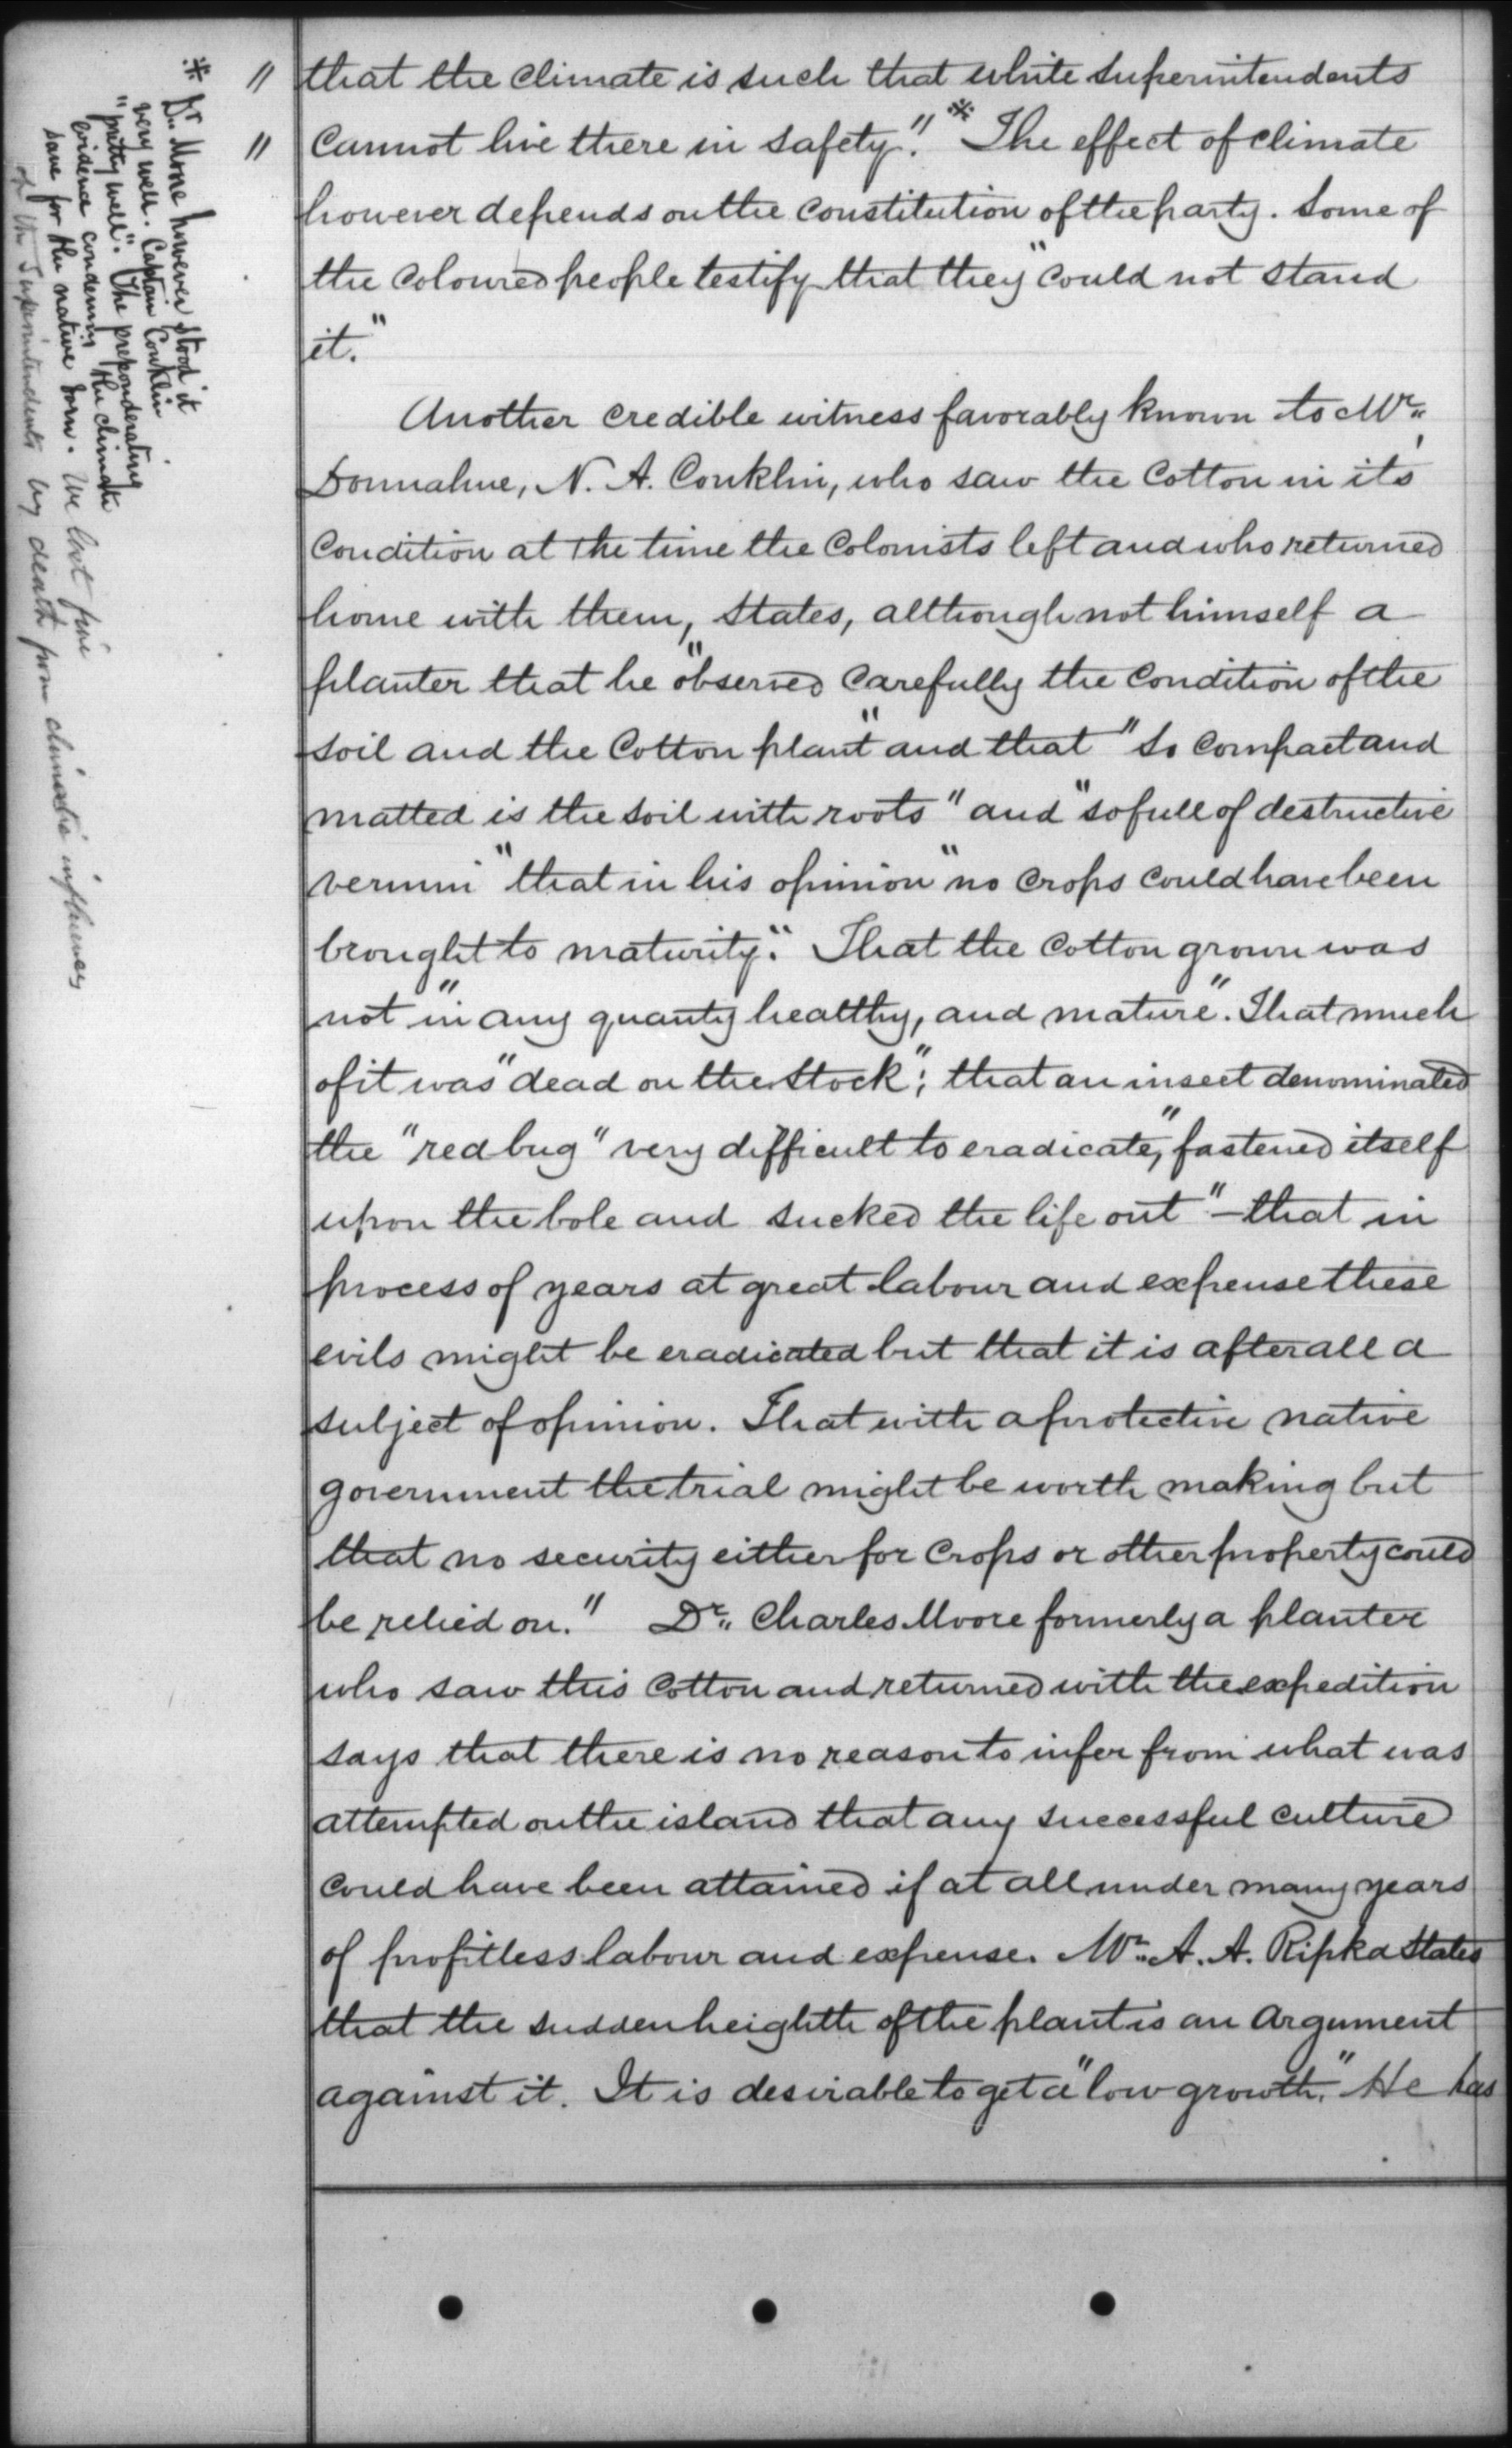 " that the climate is such that white superintendents
" cannot live there in safety." * The effect of climate
however depends on the constitution of the party. Some of
the coloured people testify that they "could not stand
it."
Another credible witness favorably known to Mr.
Donnahue, N. A. Conklin, who saw the cotton in its
condition at the time the Colonists left and who returned
home with them, states, although not himself a
planter that he "observed carefully the condition of the
soil and the Cotton plant" and that "so compact and
matted is the soil with roots" and "so full of destructive
vermin" that in his opinion "no crops could have been
brought to maturity". That the cotton grown was
not "in any quanty healthy, and mature". That much
of it was "dead on the stock"; that an insect denominated
the "red bug" very difficult to eradicate, "fastened itself
upon the bole and sucked the life out" – that in
process of years at great labour and expense these
evils might be eradicated but that it is after all a
subject of opinion. That with a protective native
government the trial might be worth making but
that no security either for crops or other property could
be relied on." Dr. Charles Moore formerly a planter
who saw this cotton and returned with the expedition
says that there is no reason to infer from what was
attempted on the island that any successful culture
could have been attained if at all under many years
of profitless labour and expense. Mr. A. A. Ripka states
that the sudden heighth of the plant is an argument
against it. It is desirable to get a "low growth." He has
* Dr. More however stood it
very well. Captain Conklin
"pretty well". The preponderating
evidence condemns the climate
save for the native born. We lost five
of the Superintendents by death from climatic influences